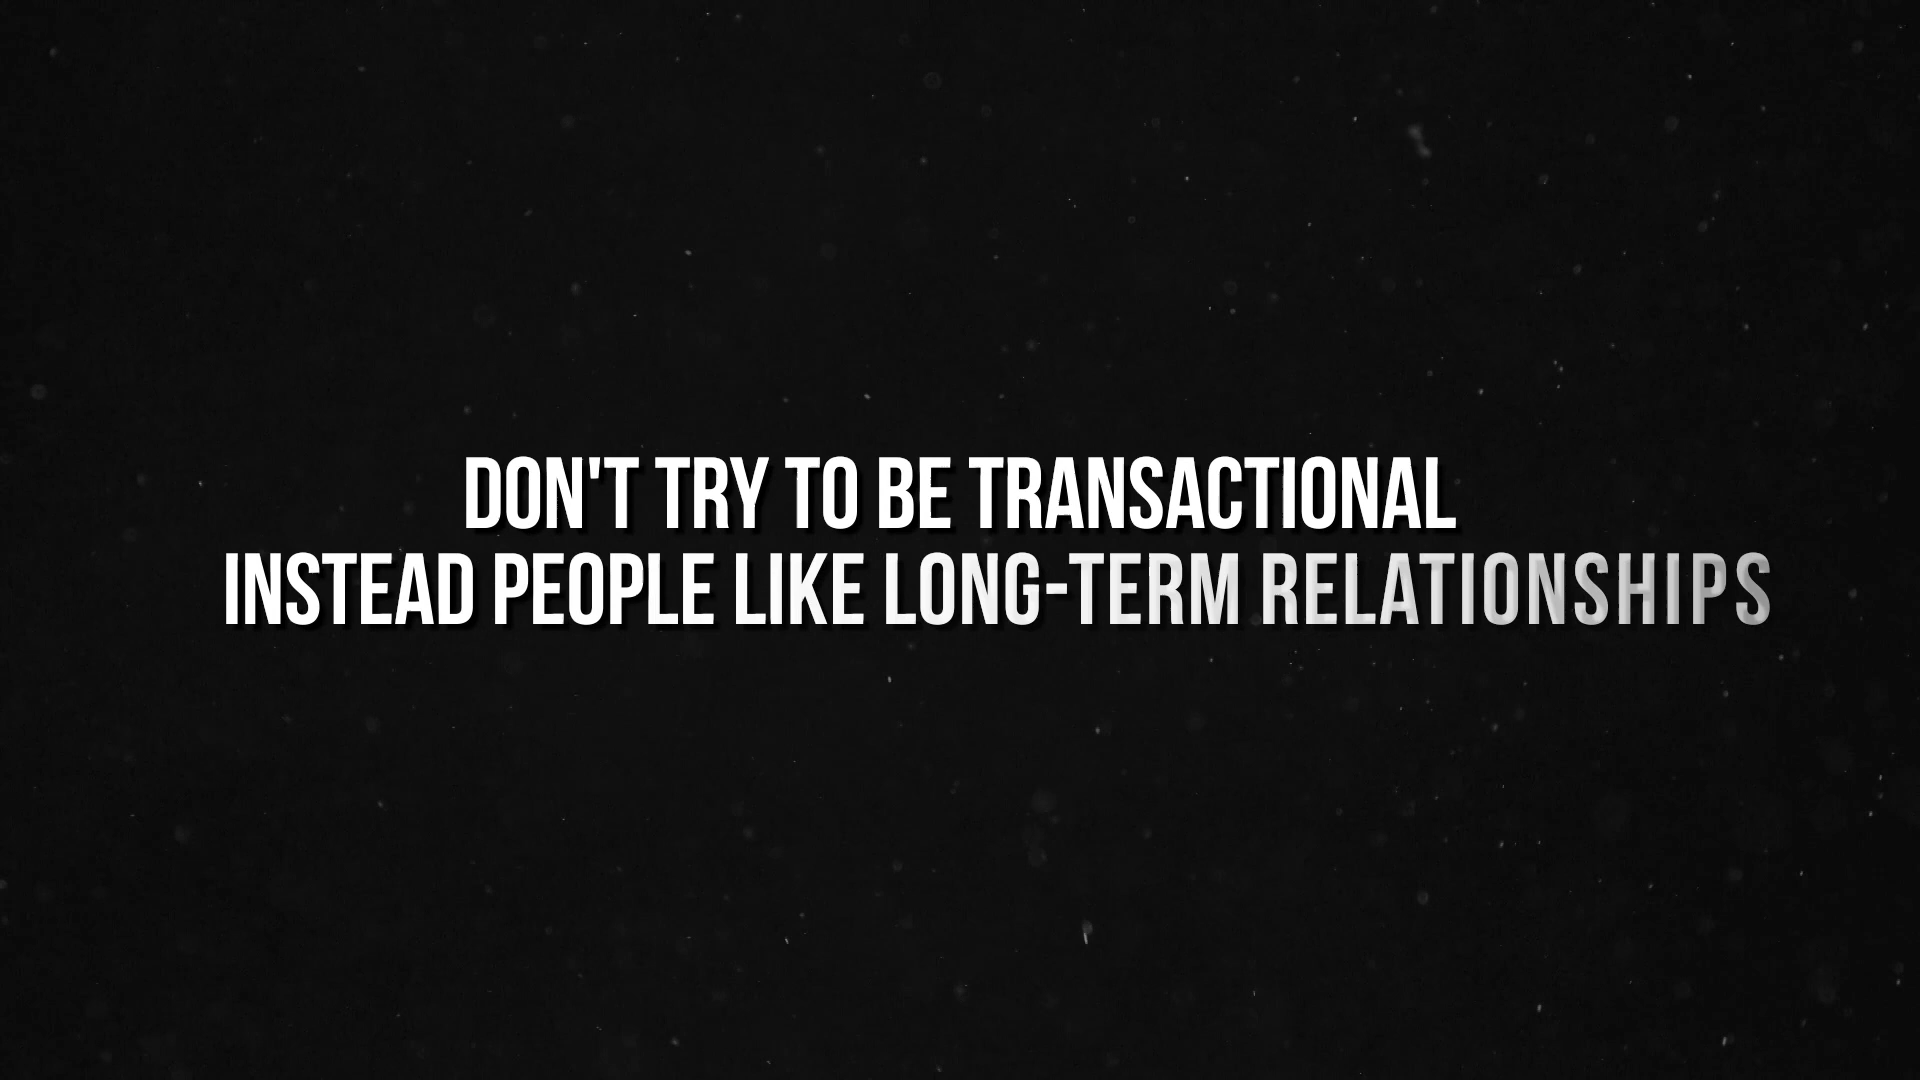 DON'T TRY TO BE TRANSACTIONAL
INSTEAD PEOPLE LIKE LONG-TERM RELATIONSHIPS